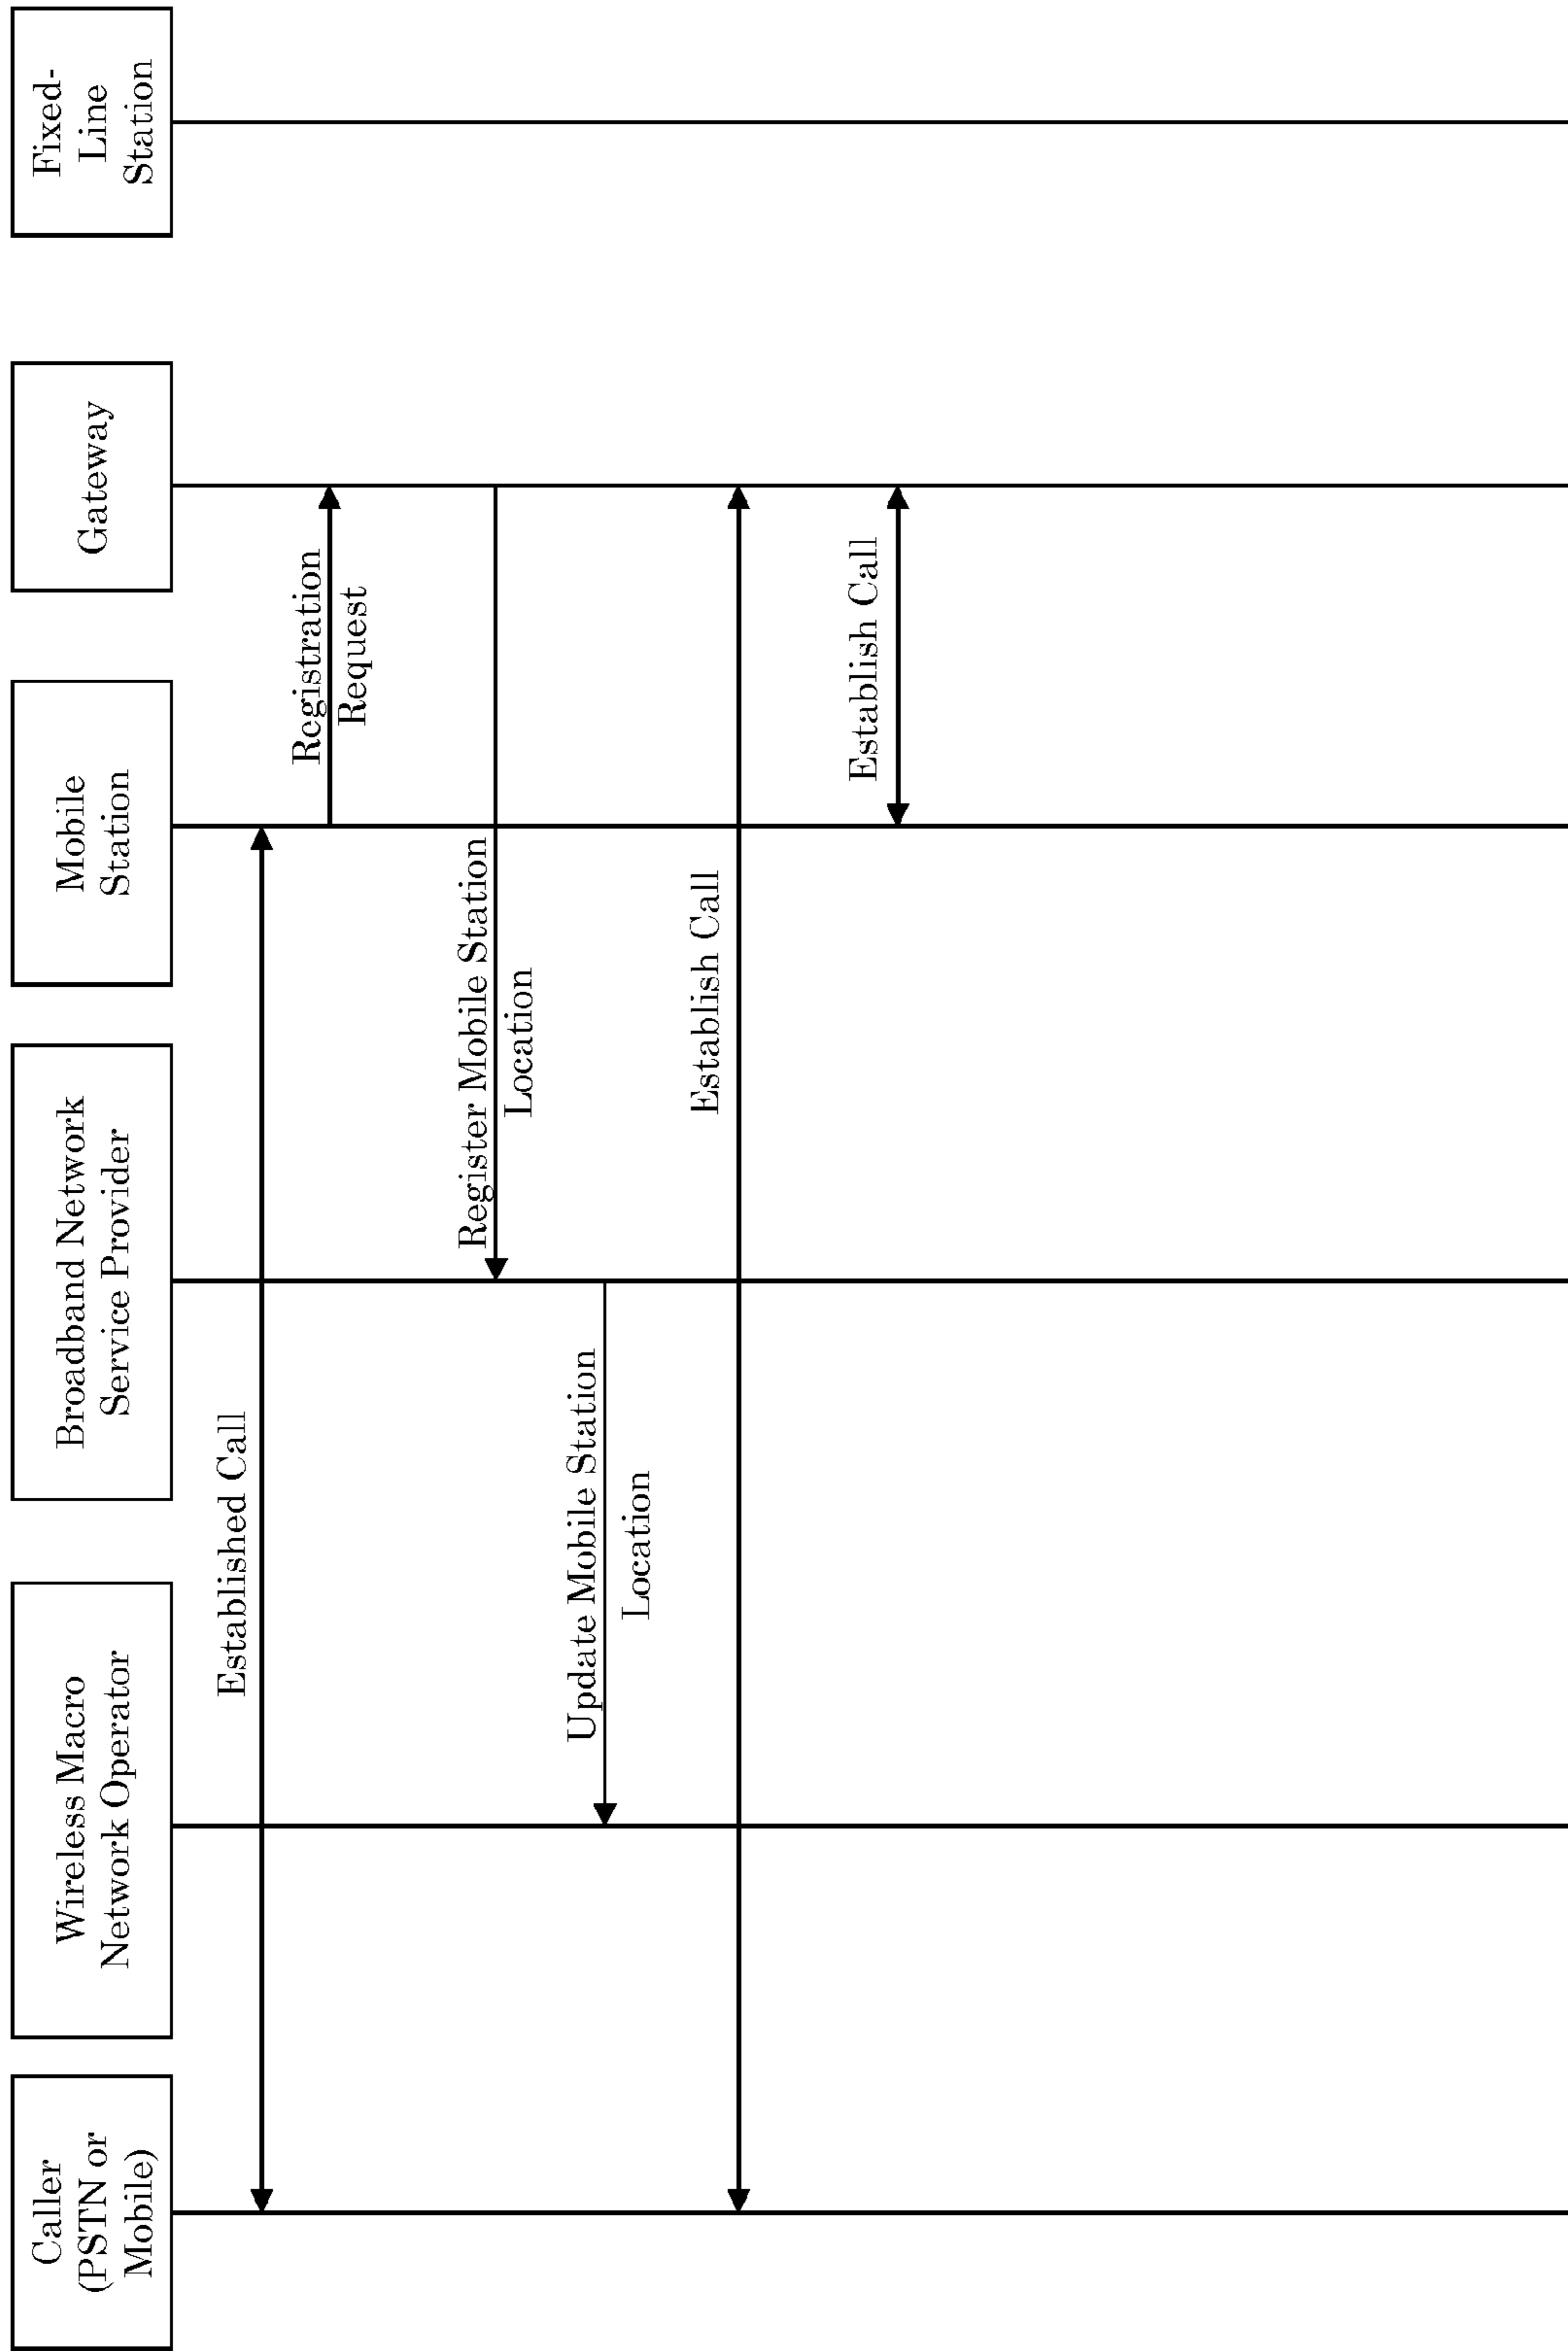 Caller
(PSTN or
Mobile)
Wireless Macro
Network Operator
Broadband Network
Service Provider
Mobile
Station
Gateway
Fixed-
Line
Station
Established Call
Registration
Request
Register Mobile Station
Location
Update Mobile Station
Location
Establish Call
Establish Call